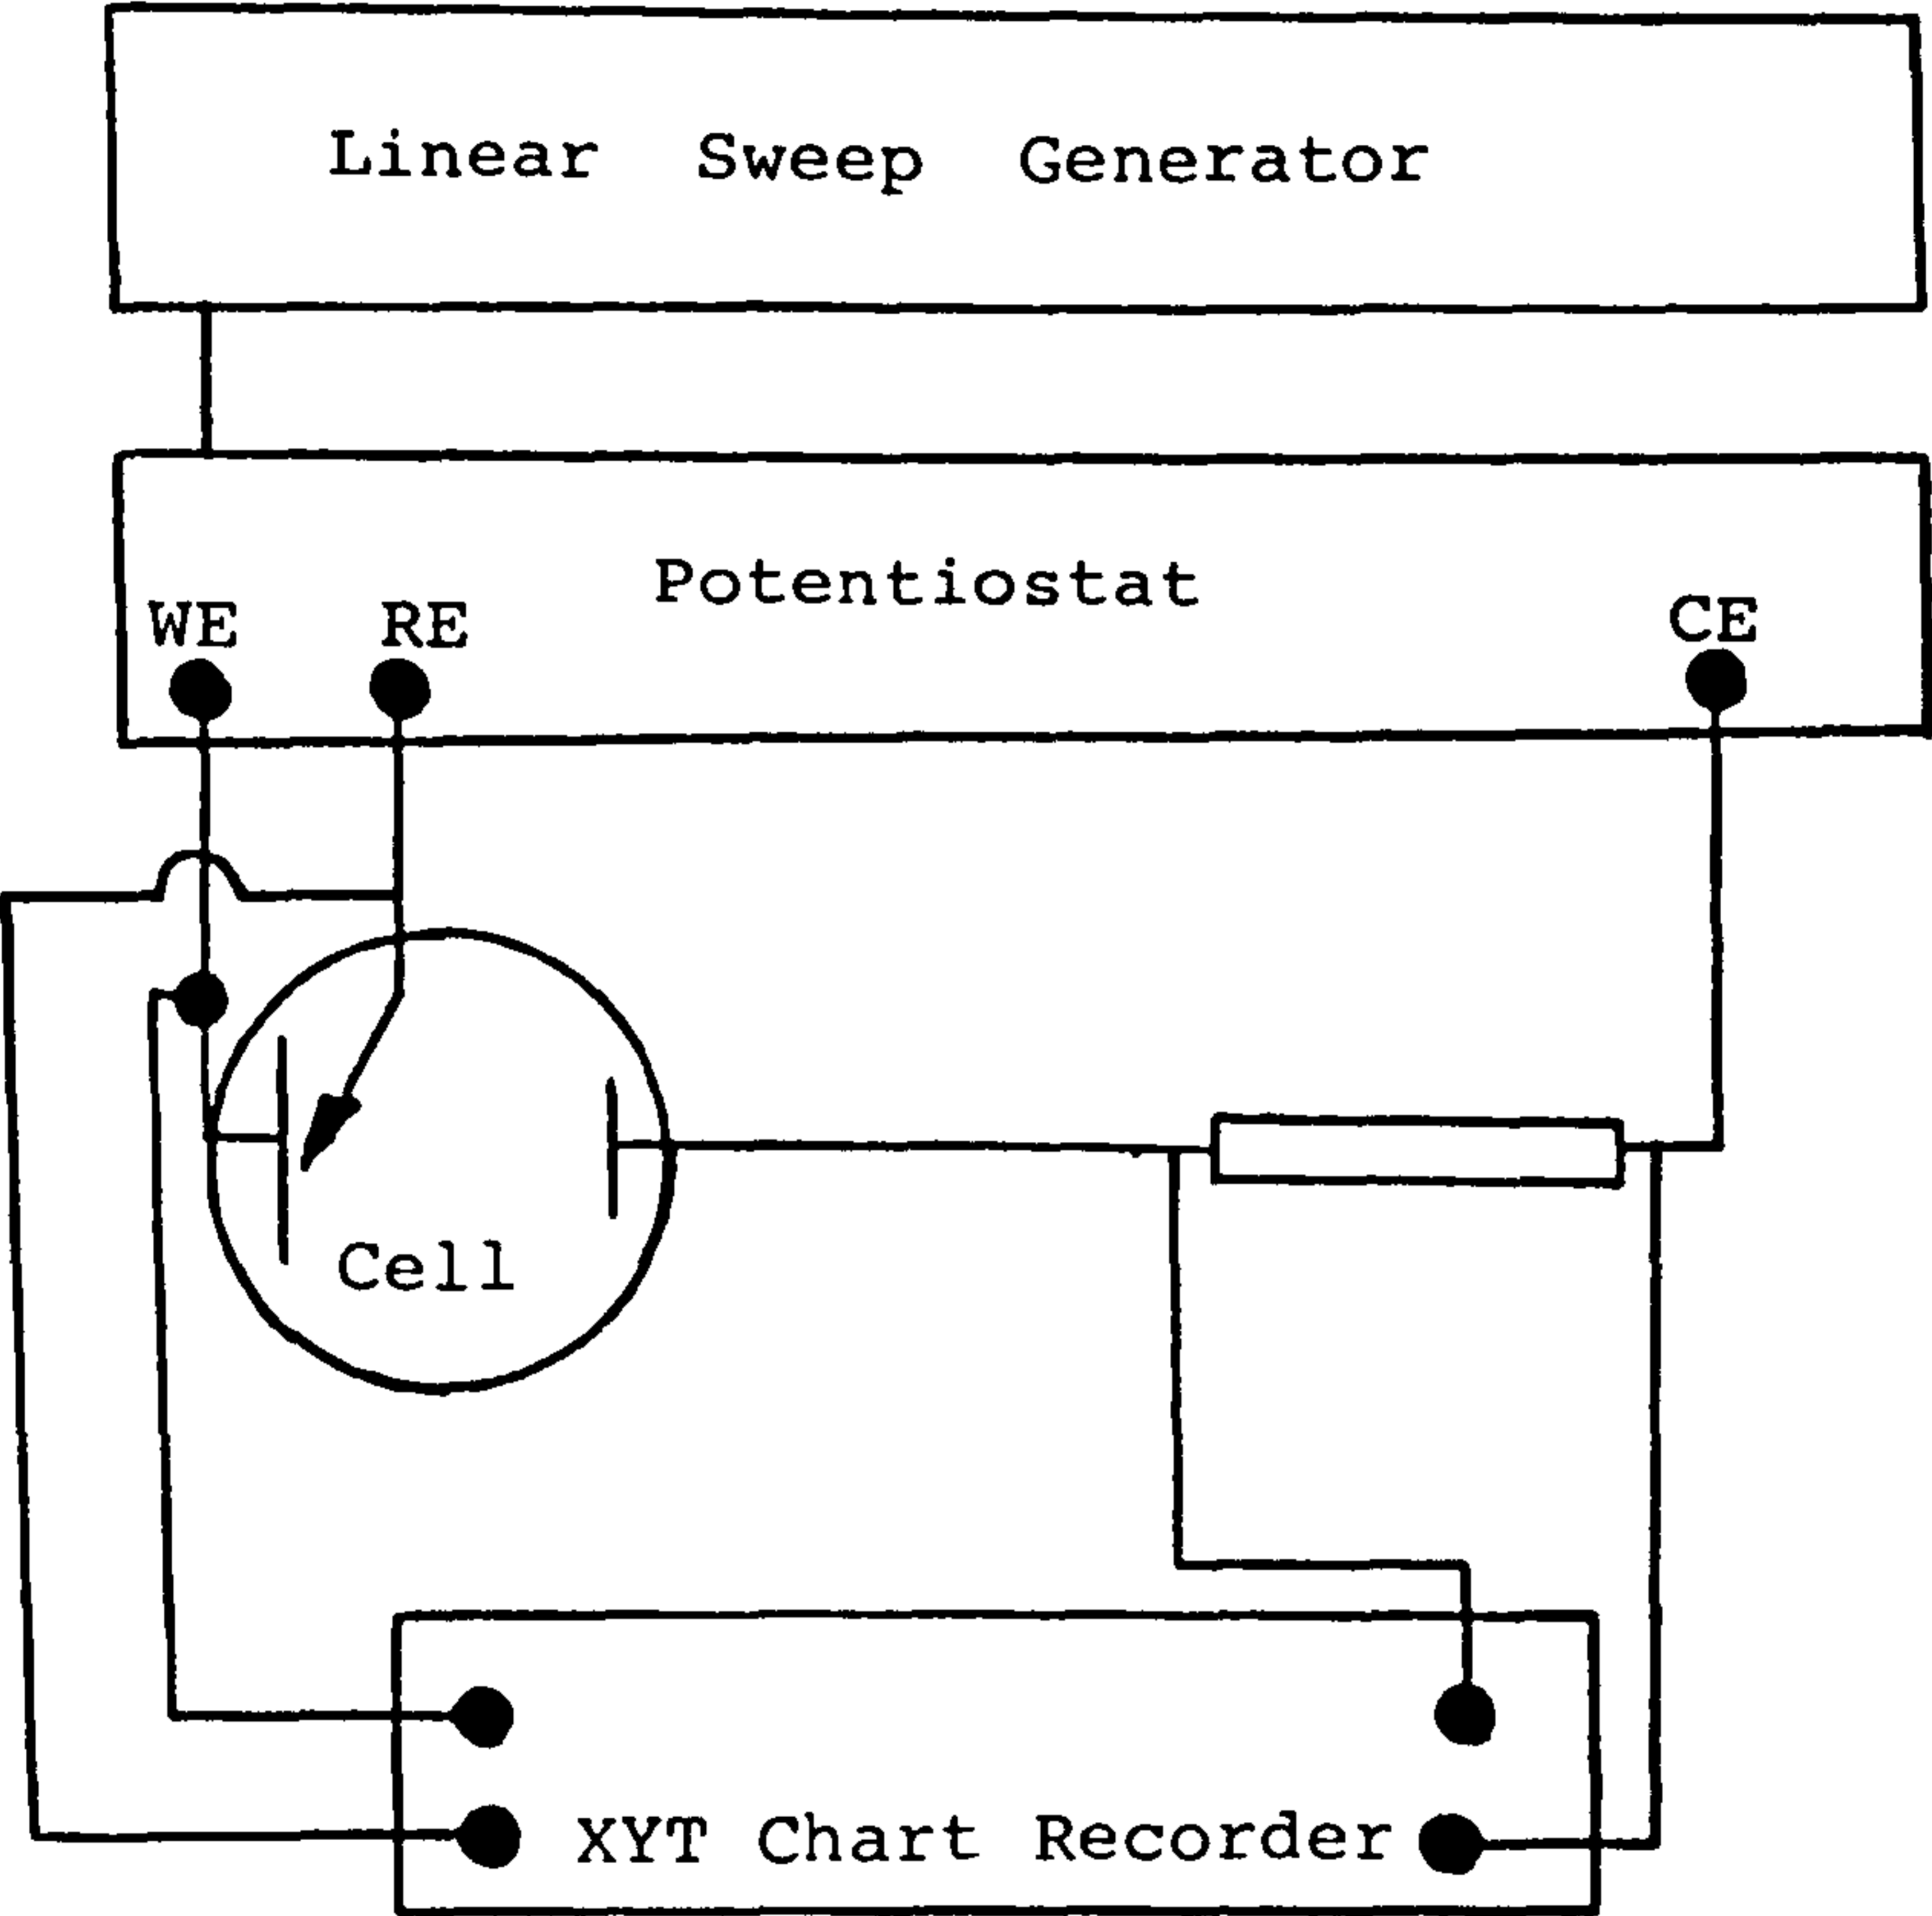 Linear Sweep Generator
Potentiostat
WE RE CE
Cell
XYT Chart Recorder